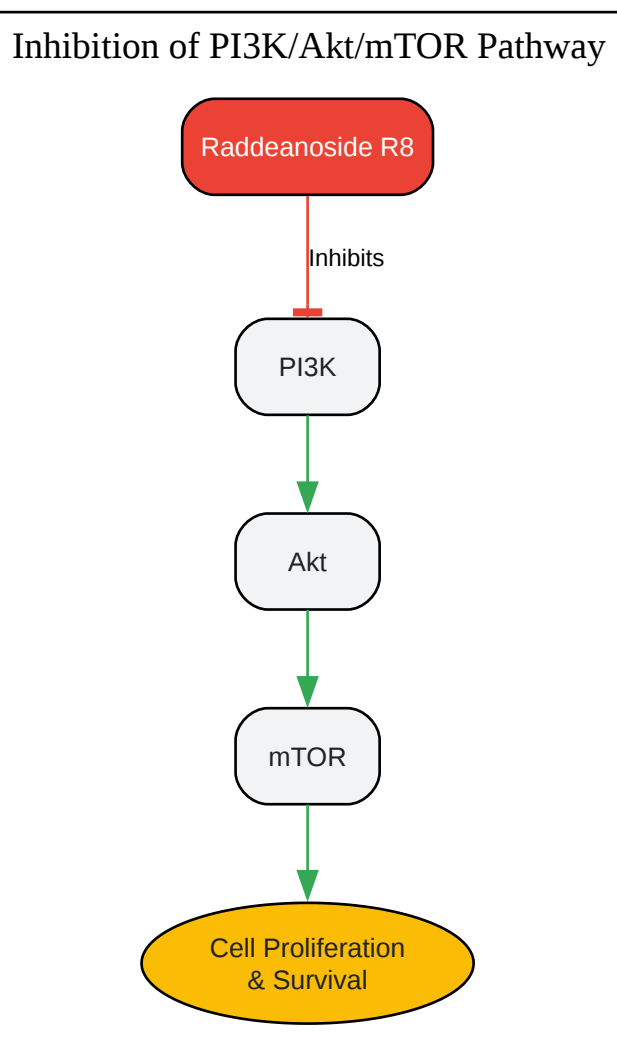 Inhibition of PI3K/Akt/mTOR Pathway
Raddeanoside R8
Inhibits
PI3K
Akt
mTOR
Cell Proliferation
& Survival